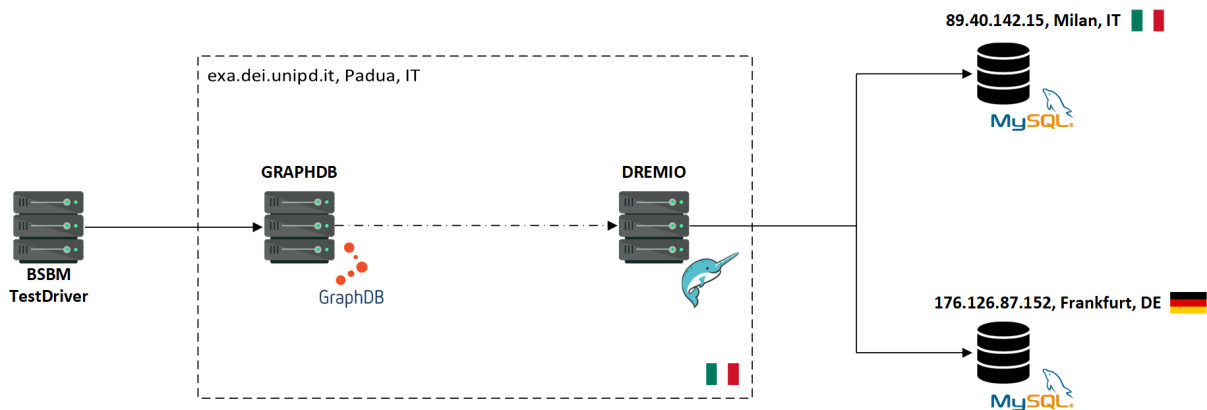 89.40.142.15, Milan, IT
exa.dei.unipd.it, Padua, IT
MySQL®
GRAPHDB
DREMIO
BSBM
TestDriver
GraphDB
176.126.87.152, Frankfurt, DE
MySQL®